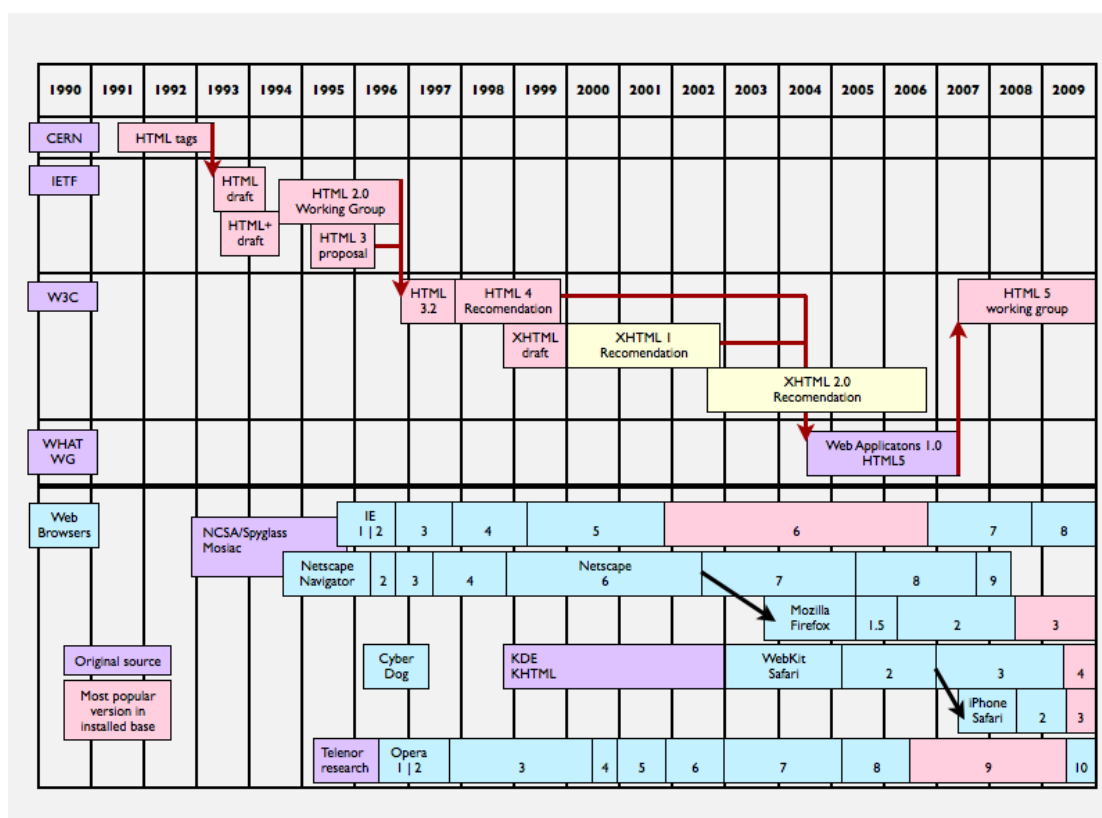 1990 1991 1992 1993 1994 1995 1996 1997 1998 1999 2000 2001 2002 2003 2004 2005 2006 2007 2008 2009
CERN
HTML tags
IETF
HTML
draft
HTML 2.0
Working Group
HTML+
draft
HTML 3
proposal
W3C
HTML
3.2
HTML 4
Recomendation
HTML 5
working group
XHTML
draft
XHTML 1
Recomendation
XHTML 2.0
Recomendation
WHAT
WG
Web Applicatons 1.0
HTML5
Web
Browsers
NCSA/Spyglass
Mosiac
IE
1 | 2
3
4
5
6
7
8
Netscape
Navigator
2
3
4
Netscape
6
7
8
9
Mozilla
Firefox
1.5
2
3
Original source
Cyber
Dog
KDE
KHTML
WebKit
Safari
2
3
4
Most popular
version in
installed base
iPhone
Safari
2
3
Telenor
research
Opera
1 | 2
3
4
5
6
7
8
9
10